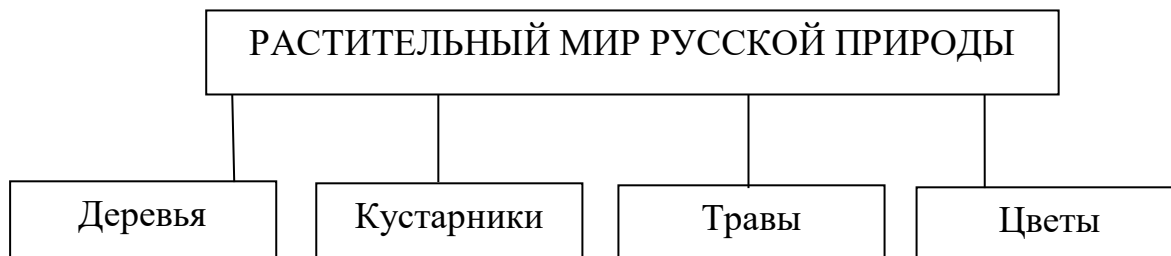 РАСТИТЕЛЬНЫЙ МИР РУССКОЙ ПРИРОДЫ
Деревья
Кустарники
Травы
Цветы